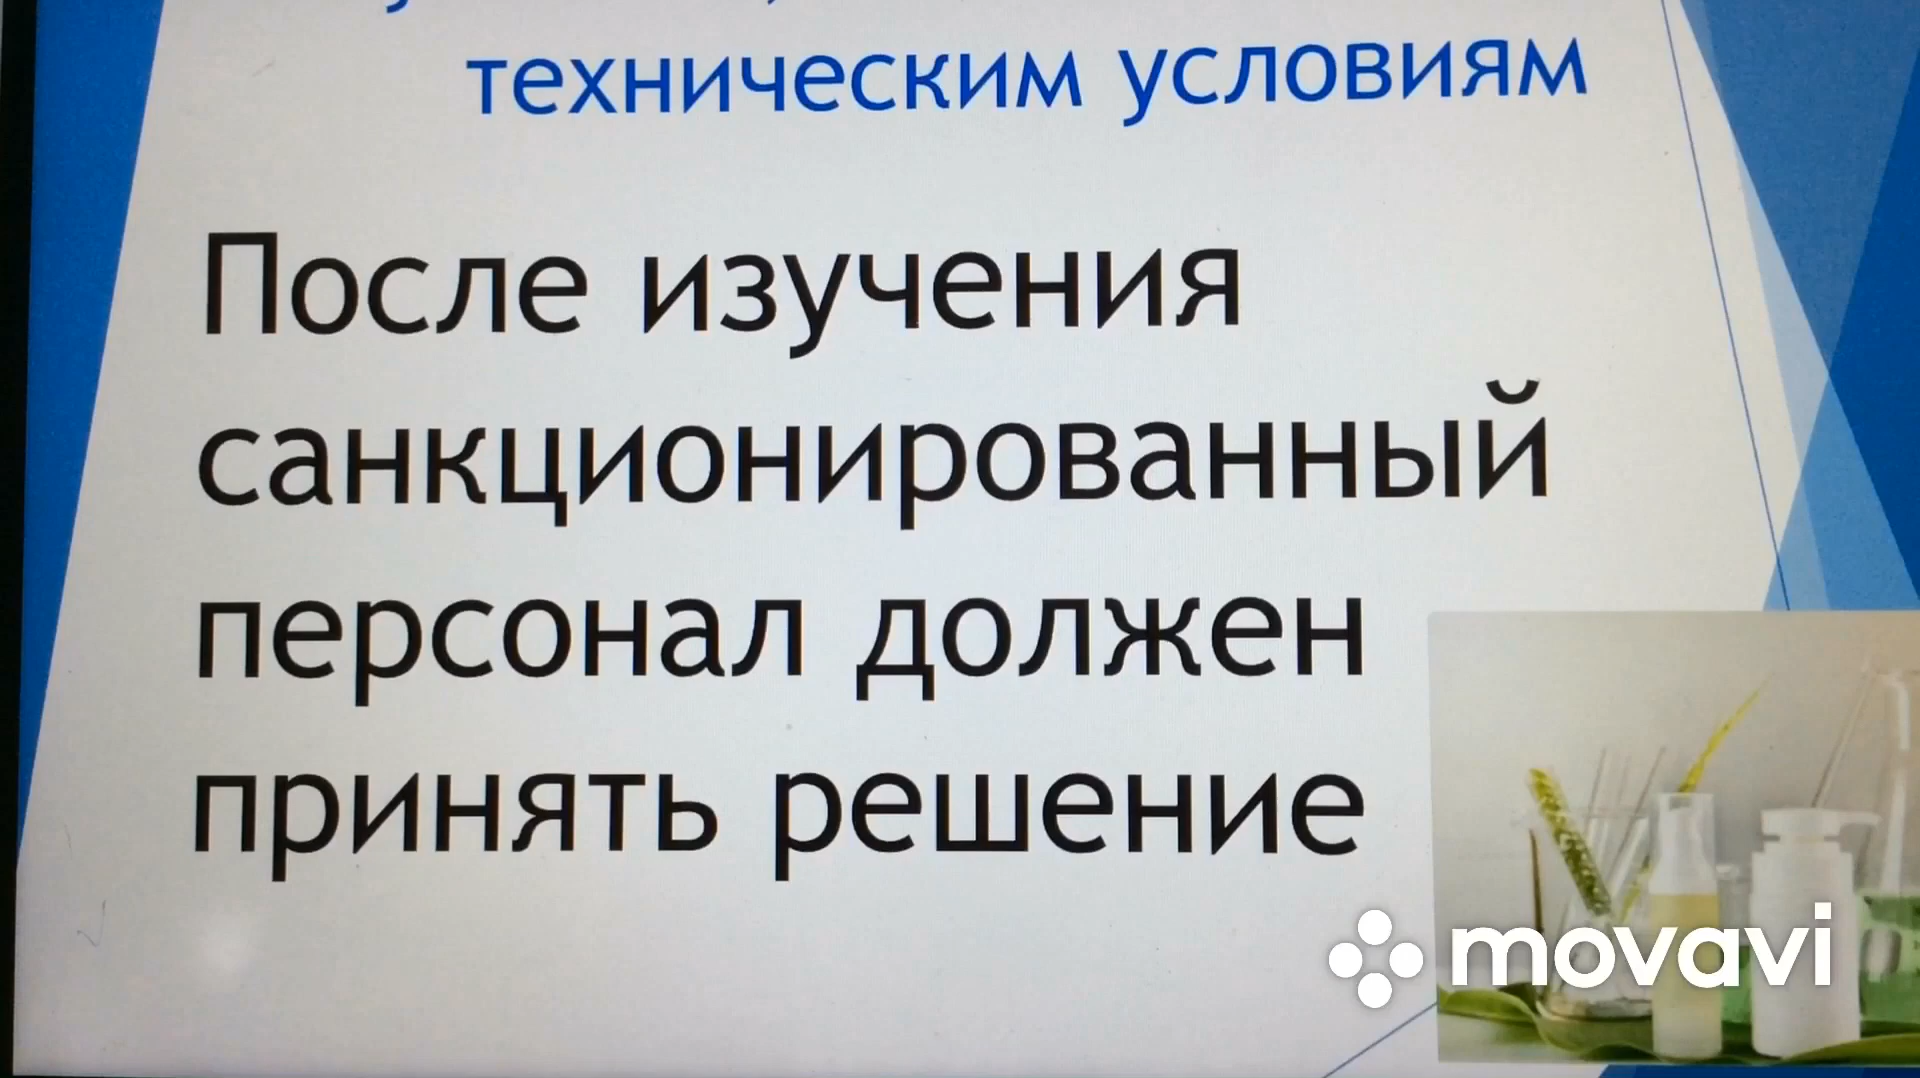 техническим условиям
После изучения
санкционированный
персонал должен
принять решение
movavi